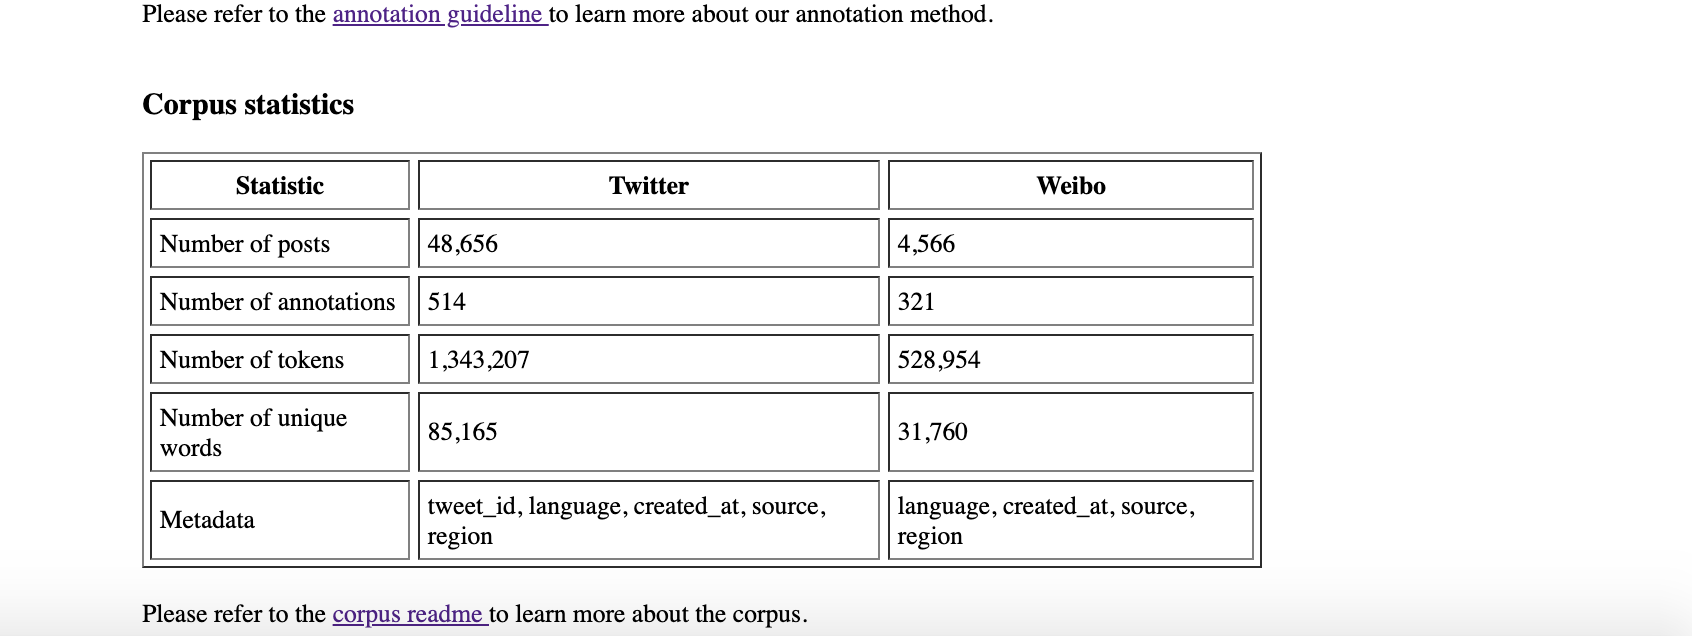 Please refer to the annotation guideline to learn more about our annotation method.
Corpus statistics
Statistic Twitter Weibo
Number of posts 48,656 4,566
Number of annotations 514 321
Number of tokens 1,343,207 528,954
Number of unique
words 85,165 31,760
Metadata tweet_id, language, created_at, source,
region language, created_at, source,
region
Please refer to the corpus readme to learn more about the corpus.